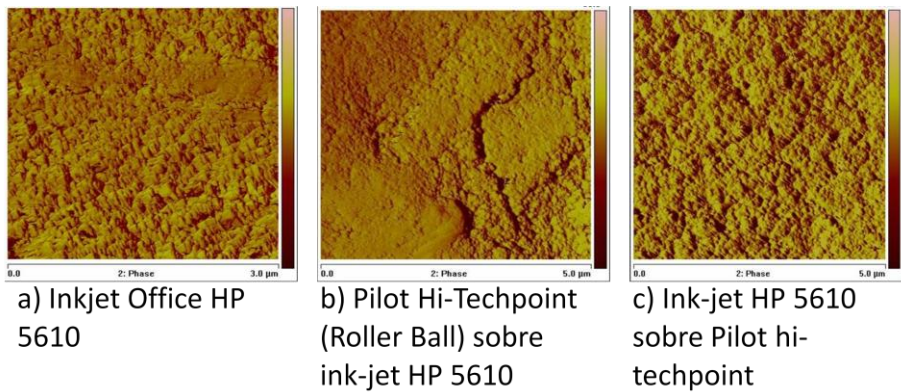 0.0 2: Phase 3.0 µm
0.0 2: Phase 5.0 µm
0.0 2: Phase 5.0 µm
a) Inkjet Office HP
5610
b) Pilot Hi-Techpoint
(Roller Ball) sobre
ink-jet HP 5610
c) Ink-jet HP 5610
sobre Pilot hi-
techpoint